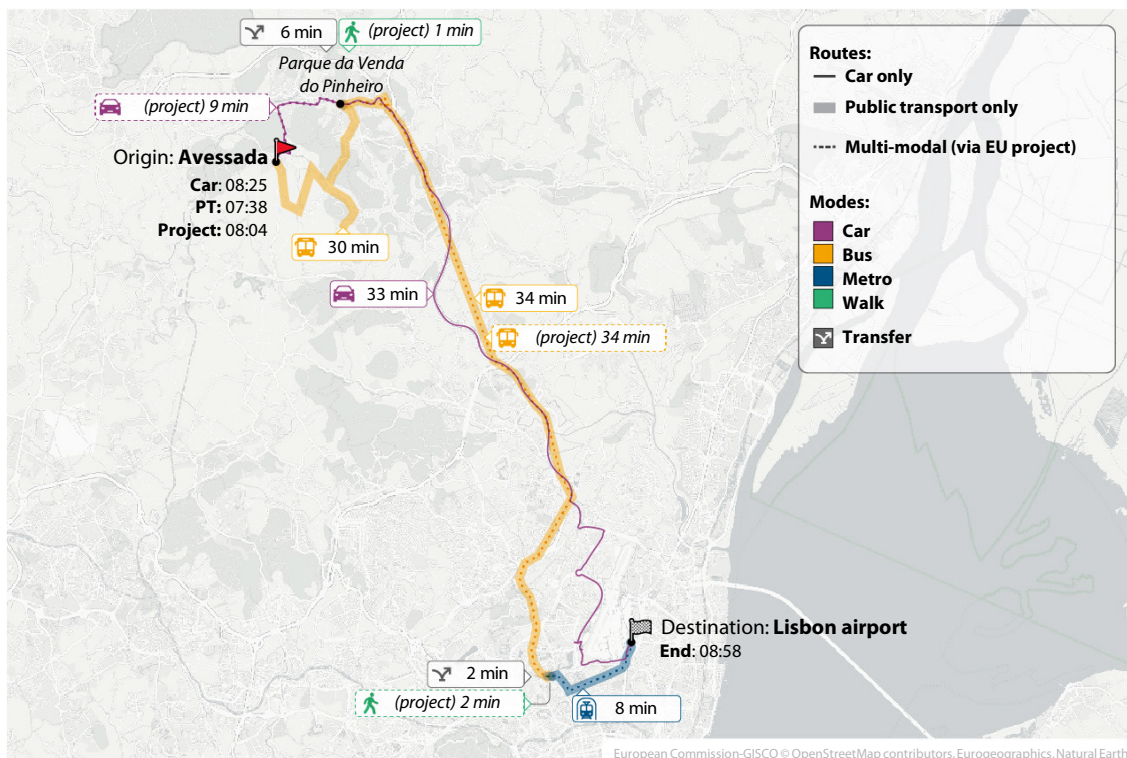 6 min
(project) 1 min
Parque da Venda
do Pinheiro
(project) 9 min
Origin: Avessada
Car: 08:25
PT: 07:38
Project: 08:04
30 min
33 min
34 min
(project) 34 min
Routes:
Car only
Public transport only
Multi-modal (via EU project)
Modes:
Car
Bus
Metro
Walk
Transfer
Destination: Lisbon airport
End: 08:58
2 min
(project) 2 min
8 min
European Commission-GISCO © OpenStreetMap contributors, Eurogeographics, Natural Earth